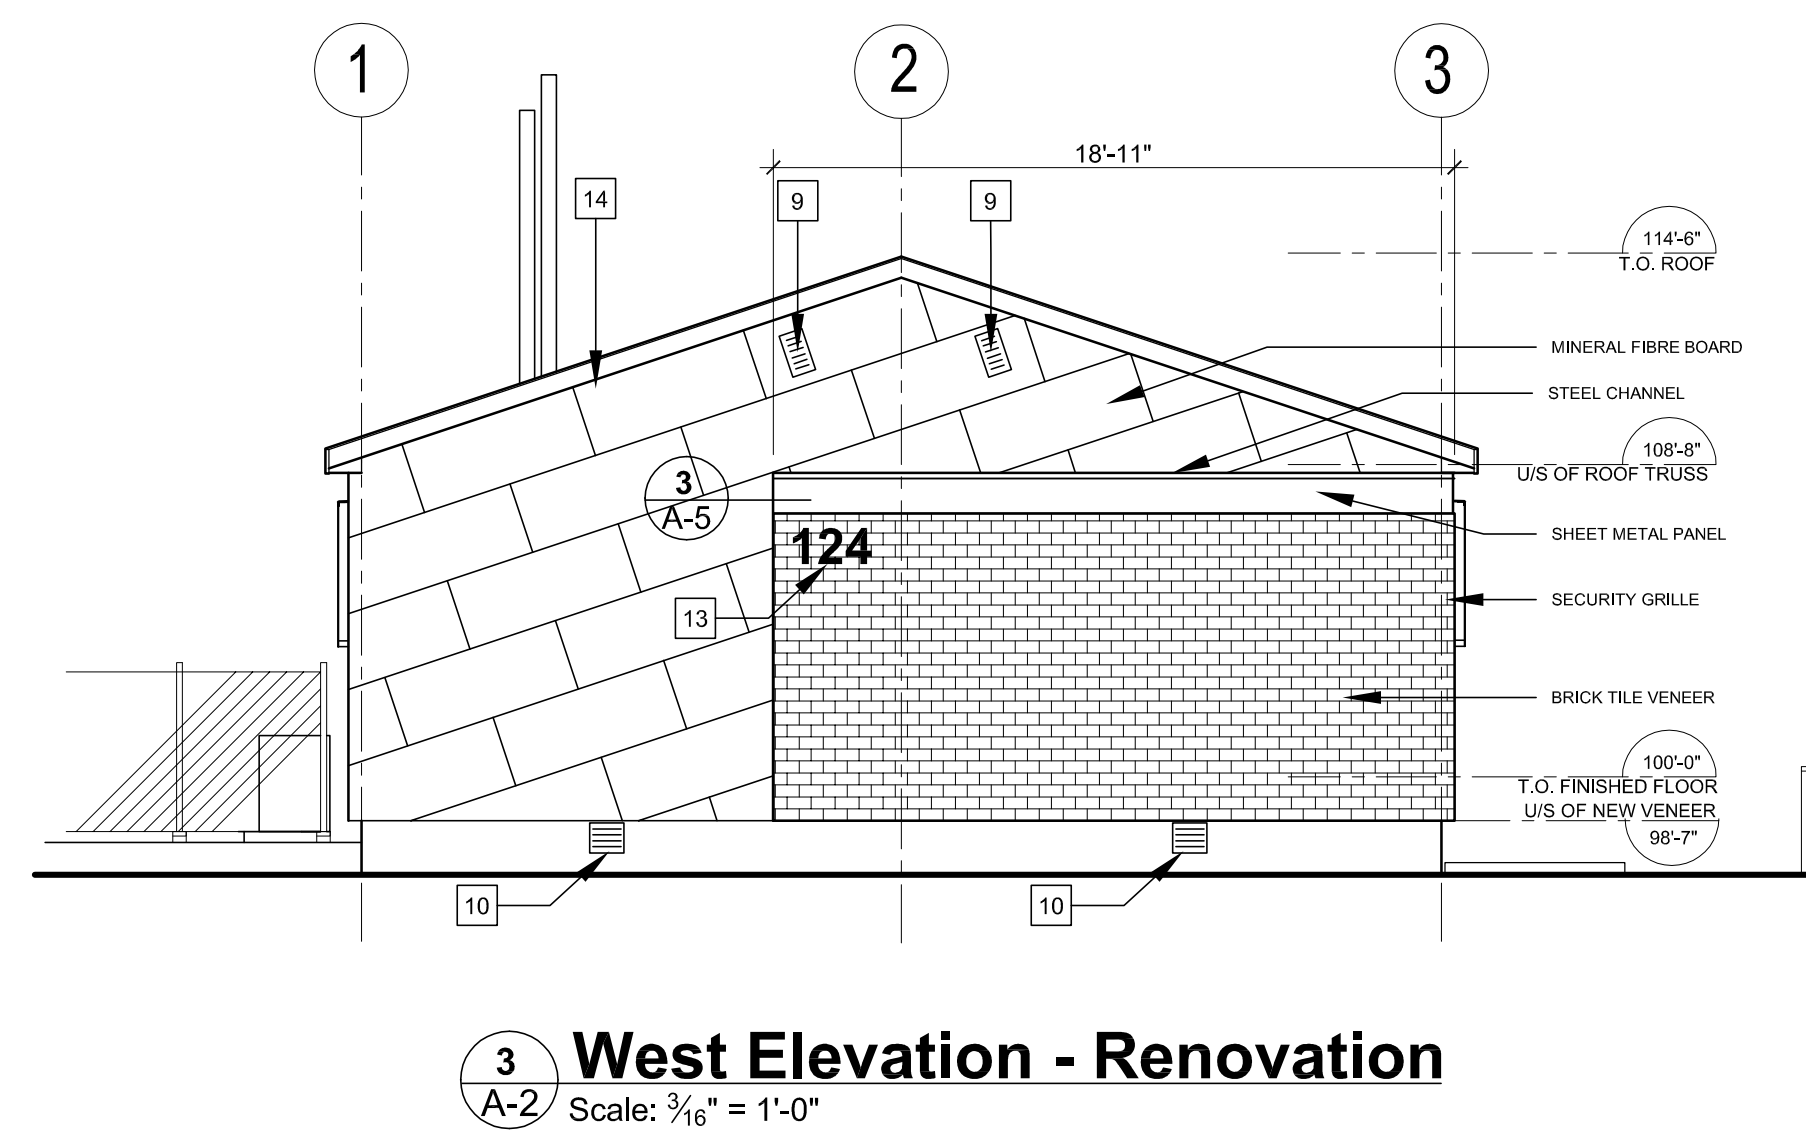 1
2
3
18'-11"
14
9
9
114'-6"
T.O. ROOF
MINERAL FIBRE BOARD
STEEL CHANNEL
108'-8"
U/S OF ROOF TRUSS
3
A-5
124
SHEET METAL PANEL
13
SECURITY GRILLE
BRICK TILE VENEER
100'-0"
T.O. FINISHED FLOOR
U/S OF NEW VENEER
98'-7"
10
10
3
A-2
West Elevation - Renovation
Scale: 3/16" = 1'-0"